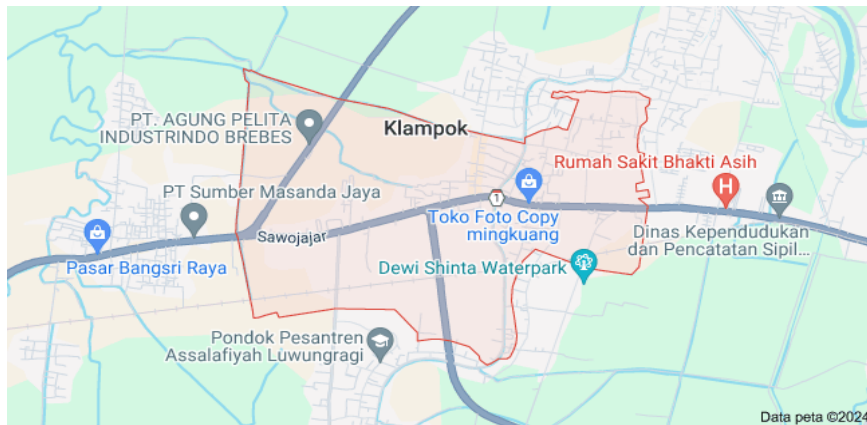 PT. AGUNG PELITA
INDUSTRINDO BREBES
Klampok
Rumah Sakit Bhakti Asih
H
PT Sumber Masanda Jaya
1
Toko Foto Copy
mingkuang
Sawojajar
Dinas Kependudukan
dan Pencatatan Sipil...
Pasar Bangsri Raya
Dewi Shinta Waterpark
Pondok Pesantren
Assalafiyah Luwungragi
Data peta ©2024